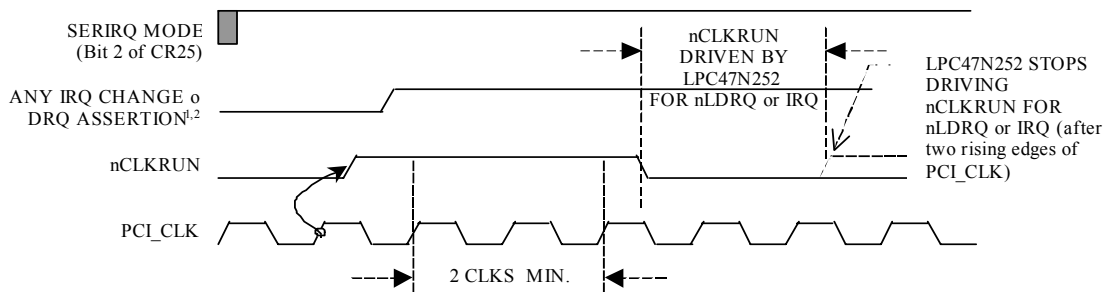 SERIRQ MODE
(Bit 2 of CR25)
nCLKRUN
DRIVEN BY
LPC47N252
FOR nLDRQ or IRQ
LPC47N252 STOPS
DRIVING
nCLKRUN FOR
nLDRQ or IRQ (after
two rising edges of
PCI_CLK)
ANY IRQ CHANGE o
DRQ ASSERTION1,2
nCLKRUN
PCI_CLK
2 CLKS MIN.